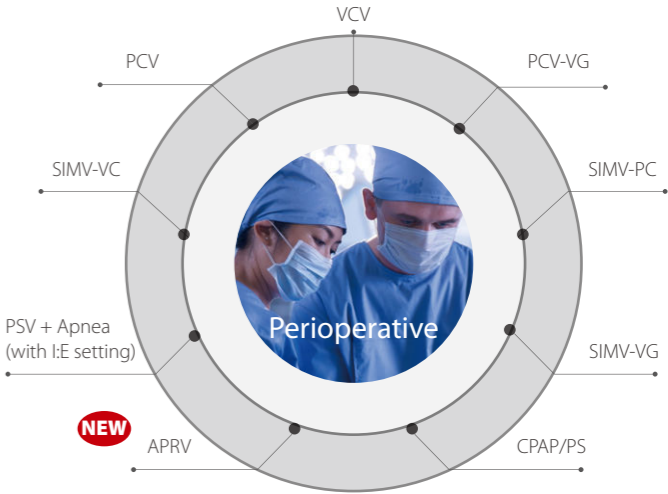 VCV
PCV
PCV-VG
SIMV-VC
SIMV-PC
PSV + Apnea
(with I:E setting)
SIMV-VG
NEW
APRV
CPAP/PS
Perioperative